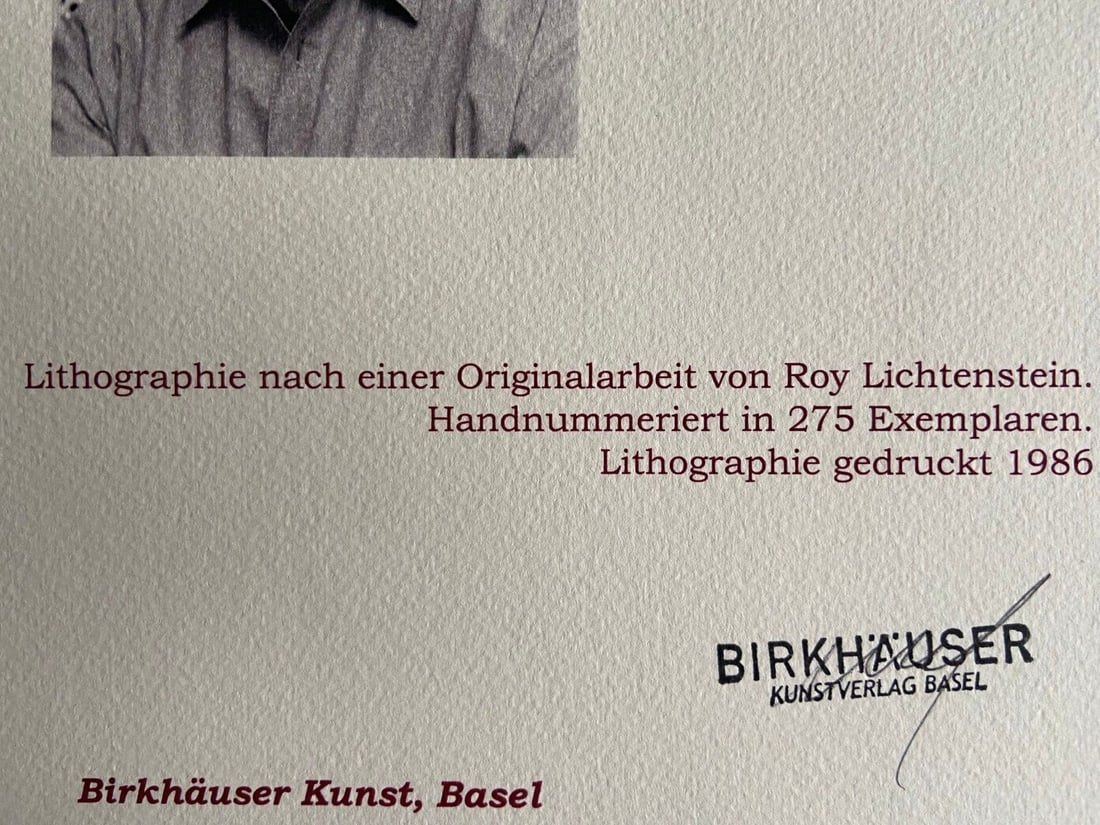 Lithographie nach einer Originalarbeit von Roy Lichtenstein.
Handnummeriert in 275 Exemplaren.
Lithographie gedruckt 1986
BIRKHÄUSER
KUNSTVERLAG BASEL
Birkhäuser Kunst, Basel